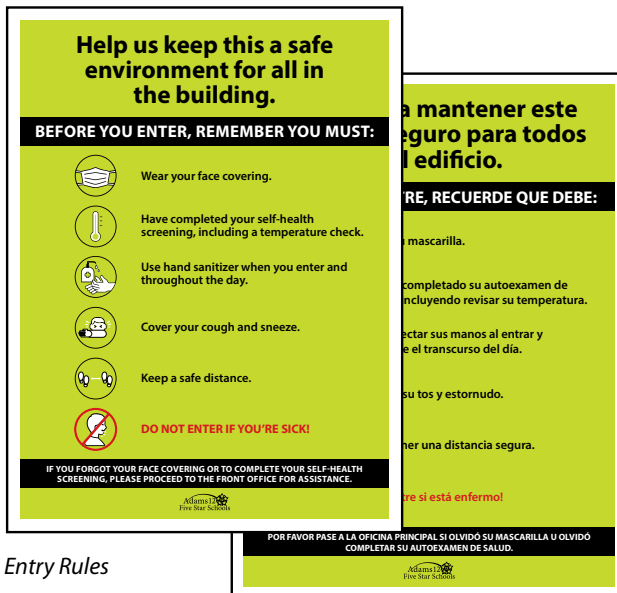 Help us keep this a safe
environment for all in
the building.
BEFORE YOU ENTER, REMEMBER YOU MUST:
Wear your face covering.
Have completed your self-health
screening, including a temperature check.
Use hand sanitizer when you enter and
throughout the day.
Cover your cough and sneeze.
Keep a safe distance.
DO NOT ENTER IF YOU'RE SICK!
IF YOU FORGOT YOUR FACE COVERING OR TO COMPLETE YOUR SELF-HEALTH
SCREENING, PLEASE PROCEED TO THE FRONT OFFICE FOR ASSISTANCE.
Adams12
Five Star Schools
a mantener este
eguro para todos
l edificio.
TRE, RECUERDE QUE DEBE:
mascarilla.
completado su autoexamen de
ncluyendo revisar su temperatura.
ectar sus manos al entrar y
e el transcurso del día.
su tos y estornudo.
ner una distancia segura.
tre si está enfermo!
POR FAVOR PASE A LA OFICINA PRINCIPAL SI OLVIDÓ SU MASCARILLA U OLVIDÓ
COMPLETAR SU AUTOEXAMEN DE SALUD.
Adams12
Five Star Schools
Entry Rules